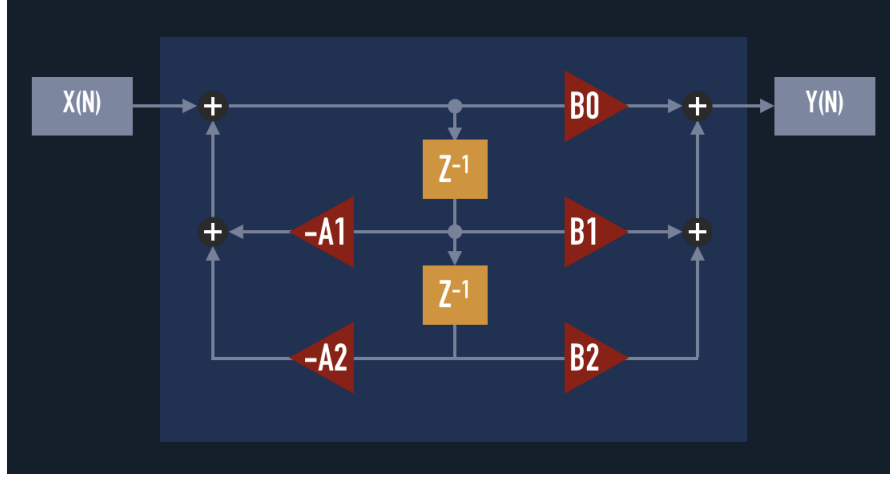 X(N)
+
B0
+
Y(N)
Z-1
+
-A1
B1
+
Z-1
-A2
B2